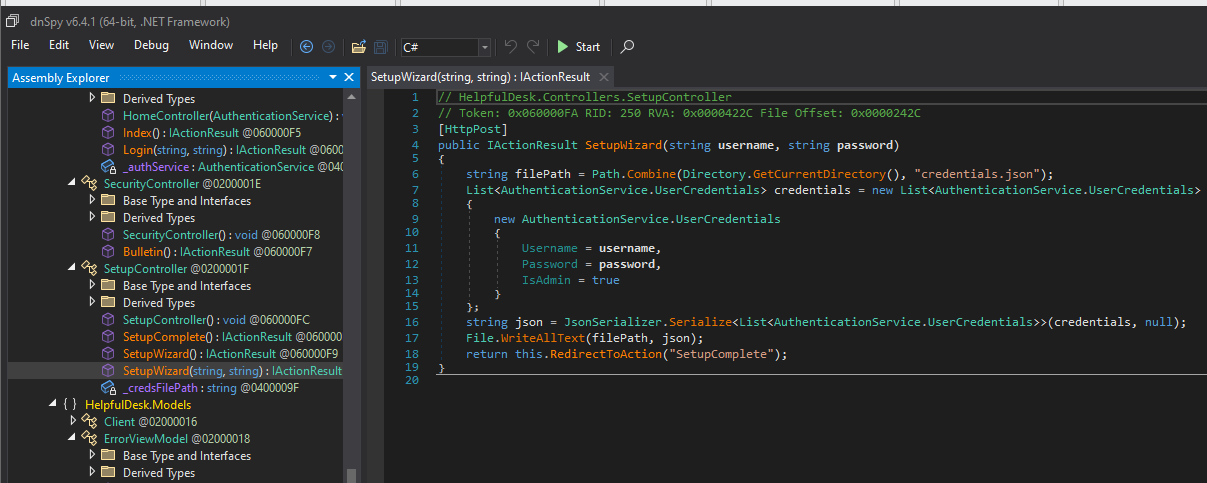 dnSpy v6.4.1 (64-bit, .NET Framework)
File Edit View Debug Window Help C# Start
Assembly Explorer
Derived Types
HomeController(AuthenticationService) :
Index() : IActionResult @060000F5
Login(string, string) : IActionResult @0600
_authService : AuthenticationService @040
SecurityController @0200001E
Base Type and Interfaces
Derived Types
SecurityController() : void @060000F8
Bulletin() : IActionResult @060000F7
SetupController @0200001F
Base Type and Interfaces
Derived Types
SetupController() : void @060000FC
SetupComplete() : IActionResult @060000
SetupWizard() : IActionResult @060000F9
SetupWizard(string, string) : IActionResult
_credsFilePath : string @0400009F
{ } HelpfulDesk.Models
Client @02000016
ErrorViewModel @02000018
Base Type and Interfaces
Derived Types
SetupWizard(string, string) : IActionResult
1 // HelpfulDesk.Controllers.SetupController
2 // Token: 0x060000FA RID: 250 RVA: 0x0000422C File Offset: 0x0000242C
3 [HttpPost]
4 public IActionResult SetupWizard(string username, string password)
5 {
6 string filePath = Path.Combine(Directory.GetCurrentDirectory(), "credentials.json");
7 List<AuthenticationService.UserCredentials> credentials = new List<AuthenticationService.UserCredentials>
8 {
9 new AuthenticationService.UserCredentials
10 {
11 Username = username,
12 Password = password,
13 IsAdmin = true
14 }
15 };
16 string json = JsonSerializer.Serialize<List<AuthenticationService.UserCredentials>>(credentials, null);
17 File.WriteAllText(filePath, json);
18 return this.RedirectToAction("SetupComplete");
19 }
20